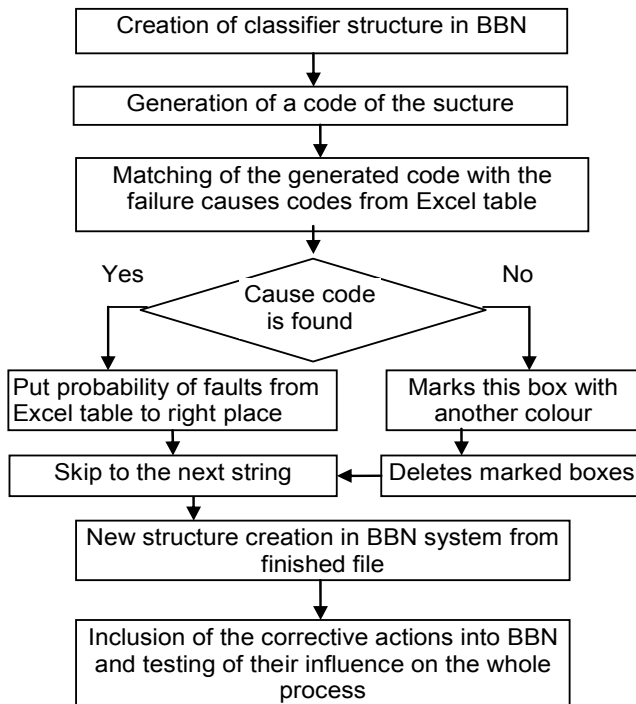 Creation of classifier structure in BBN
Generation of a code of the sucture
Matching of the generated code with the
failure causes codes from Excel table
Yes
No
Cause code
is found
Put probability of faults from
Excel table to right place
Marks this box with
another colour
Skip to the next string
Deletes marked boxes
New structure creation in BBN system from
finished file
Inclusion of the corrective actions into BBN
and testing of their influence on the whole
process